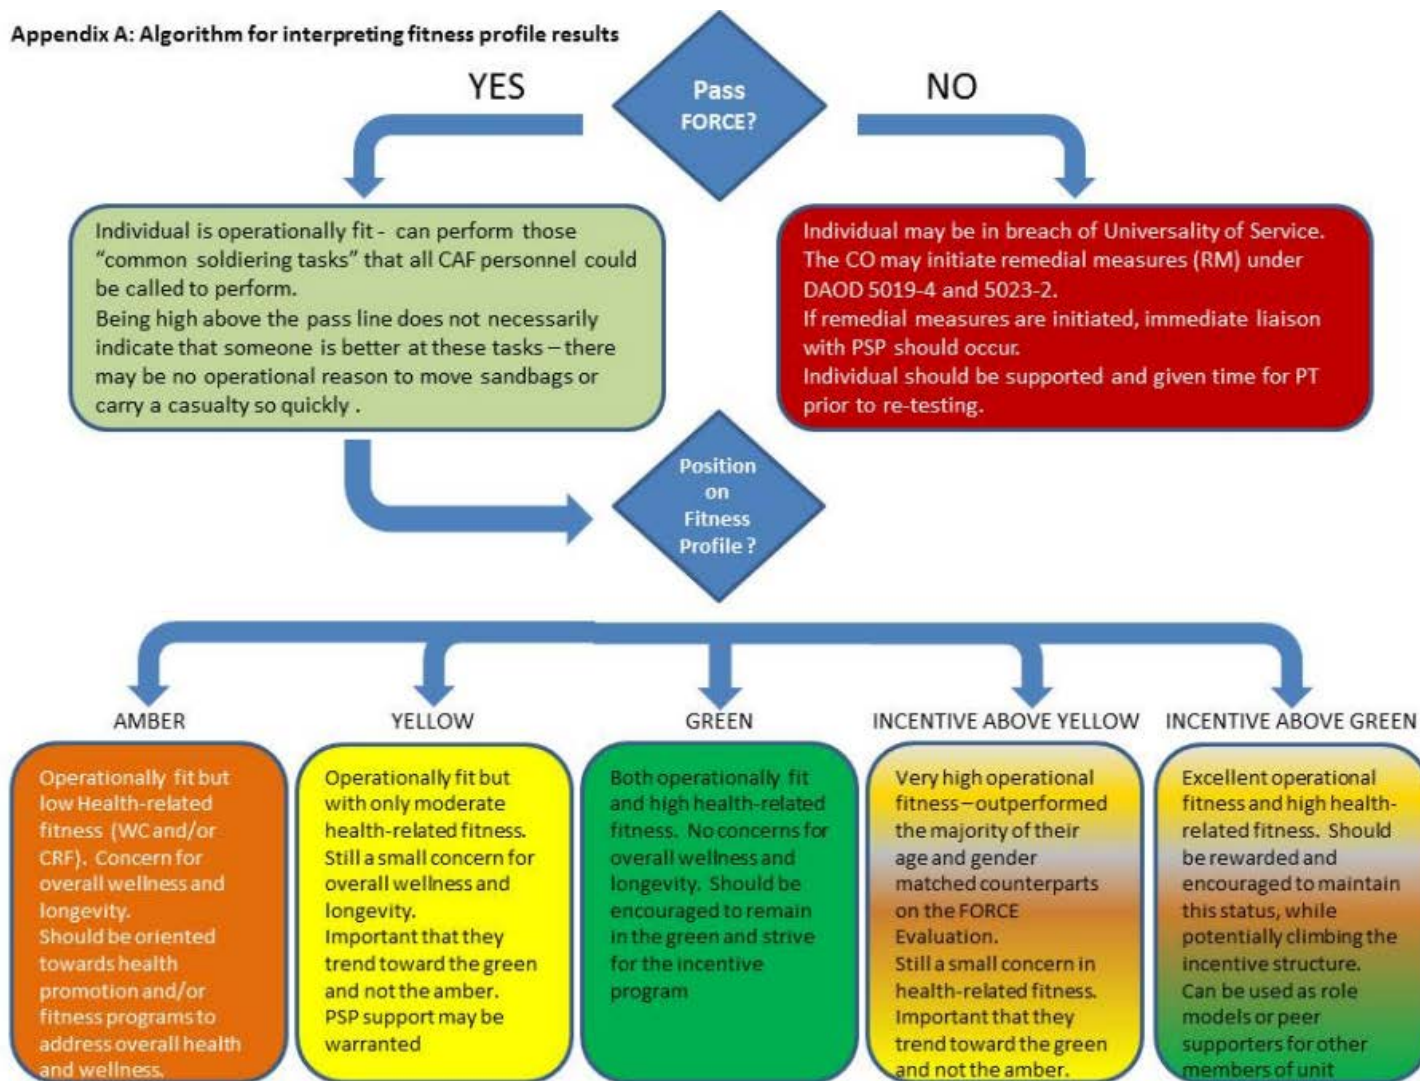 Appendix A: Algorithm for interpreting fitness profile results
YES
Pass
FORCE?
NO
Individual is operationally fit - can perform those
“common soldiering tasks” that all CAF personnel could
be called to perform.
Being high above the pass line does not necessarily
indicate that someone is better at these tasks – there
may be no operational reason to move sandbags or
carry a casualty so quickly .
Individual may be in breach of Universality of Service.
The CO may initiate remedial measures (RM) under
DAOD 5019-4 and 5023-2.
If remedial measures are initiated, immediate liaison
with PSP should occur.
Individual should be supported and given time for PT
prior to re-testing.
Position
on
Fitness
Profile ?
AMBER
Operationally fit but
low Health-related
fitness (WC and/or
CRF). Concern for
overall wellness and
longevity.
Should be oriented
towards health
promotion and/or
fitness programs to
address overall health
and wellness.
YELLOW
Operationally fit but
with only moderate
health-related fitness.
Still a small concern for
overall wellness and
longevity.
Important that they
trend toward the green
and not the amber.
PSP support may be
warranted
GREEN
Both operationally fit
and high health-related
fitness. No concerns for
overall wellness and
longevity. Should be
encouraged to remain
in the green and strive
for the incentive
program
INCENTIVE ABOVE YELLOW
Very high operational
fitness – outperformed
the majority of their
age and gender
matched counterparts
on the FORCE
Evaluation.
Still a small concern in
health-related fitness.
Important that they
trend toward the green
and not the amber.
INCENTIVE ABOVE GREEN
Excellent operational
fitness and high health-
related fitness. Should
be rewarded and
encouraged to maintain
this status, while
potentially climbing the
incentive structure.
Can be used as role
models or peer
supporters for other
members of unit